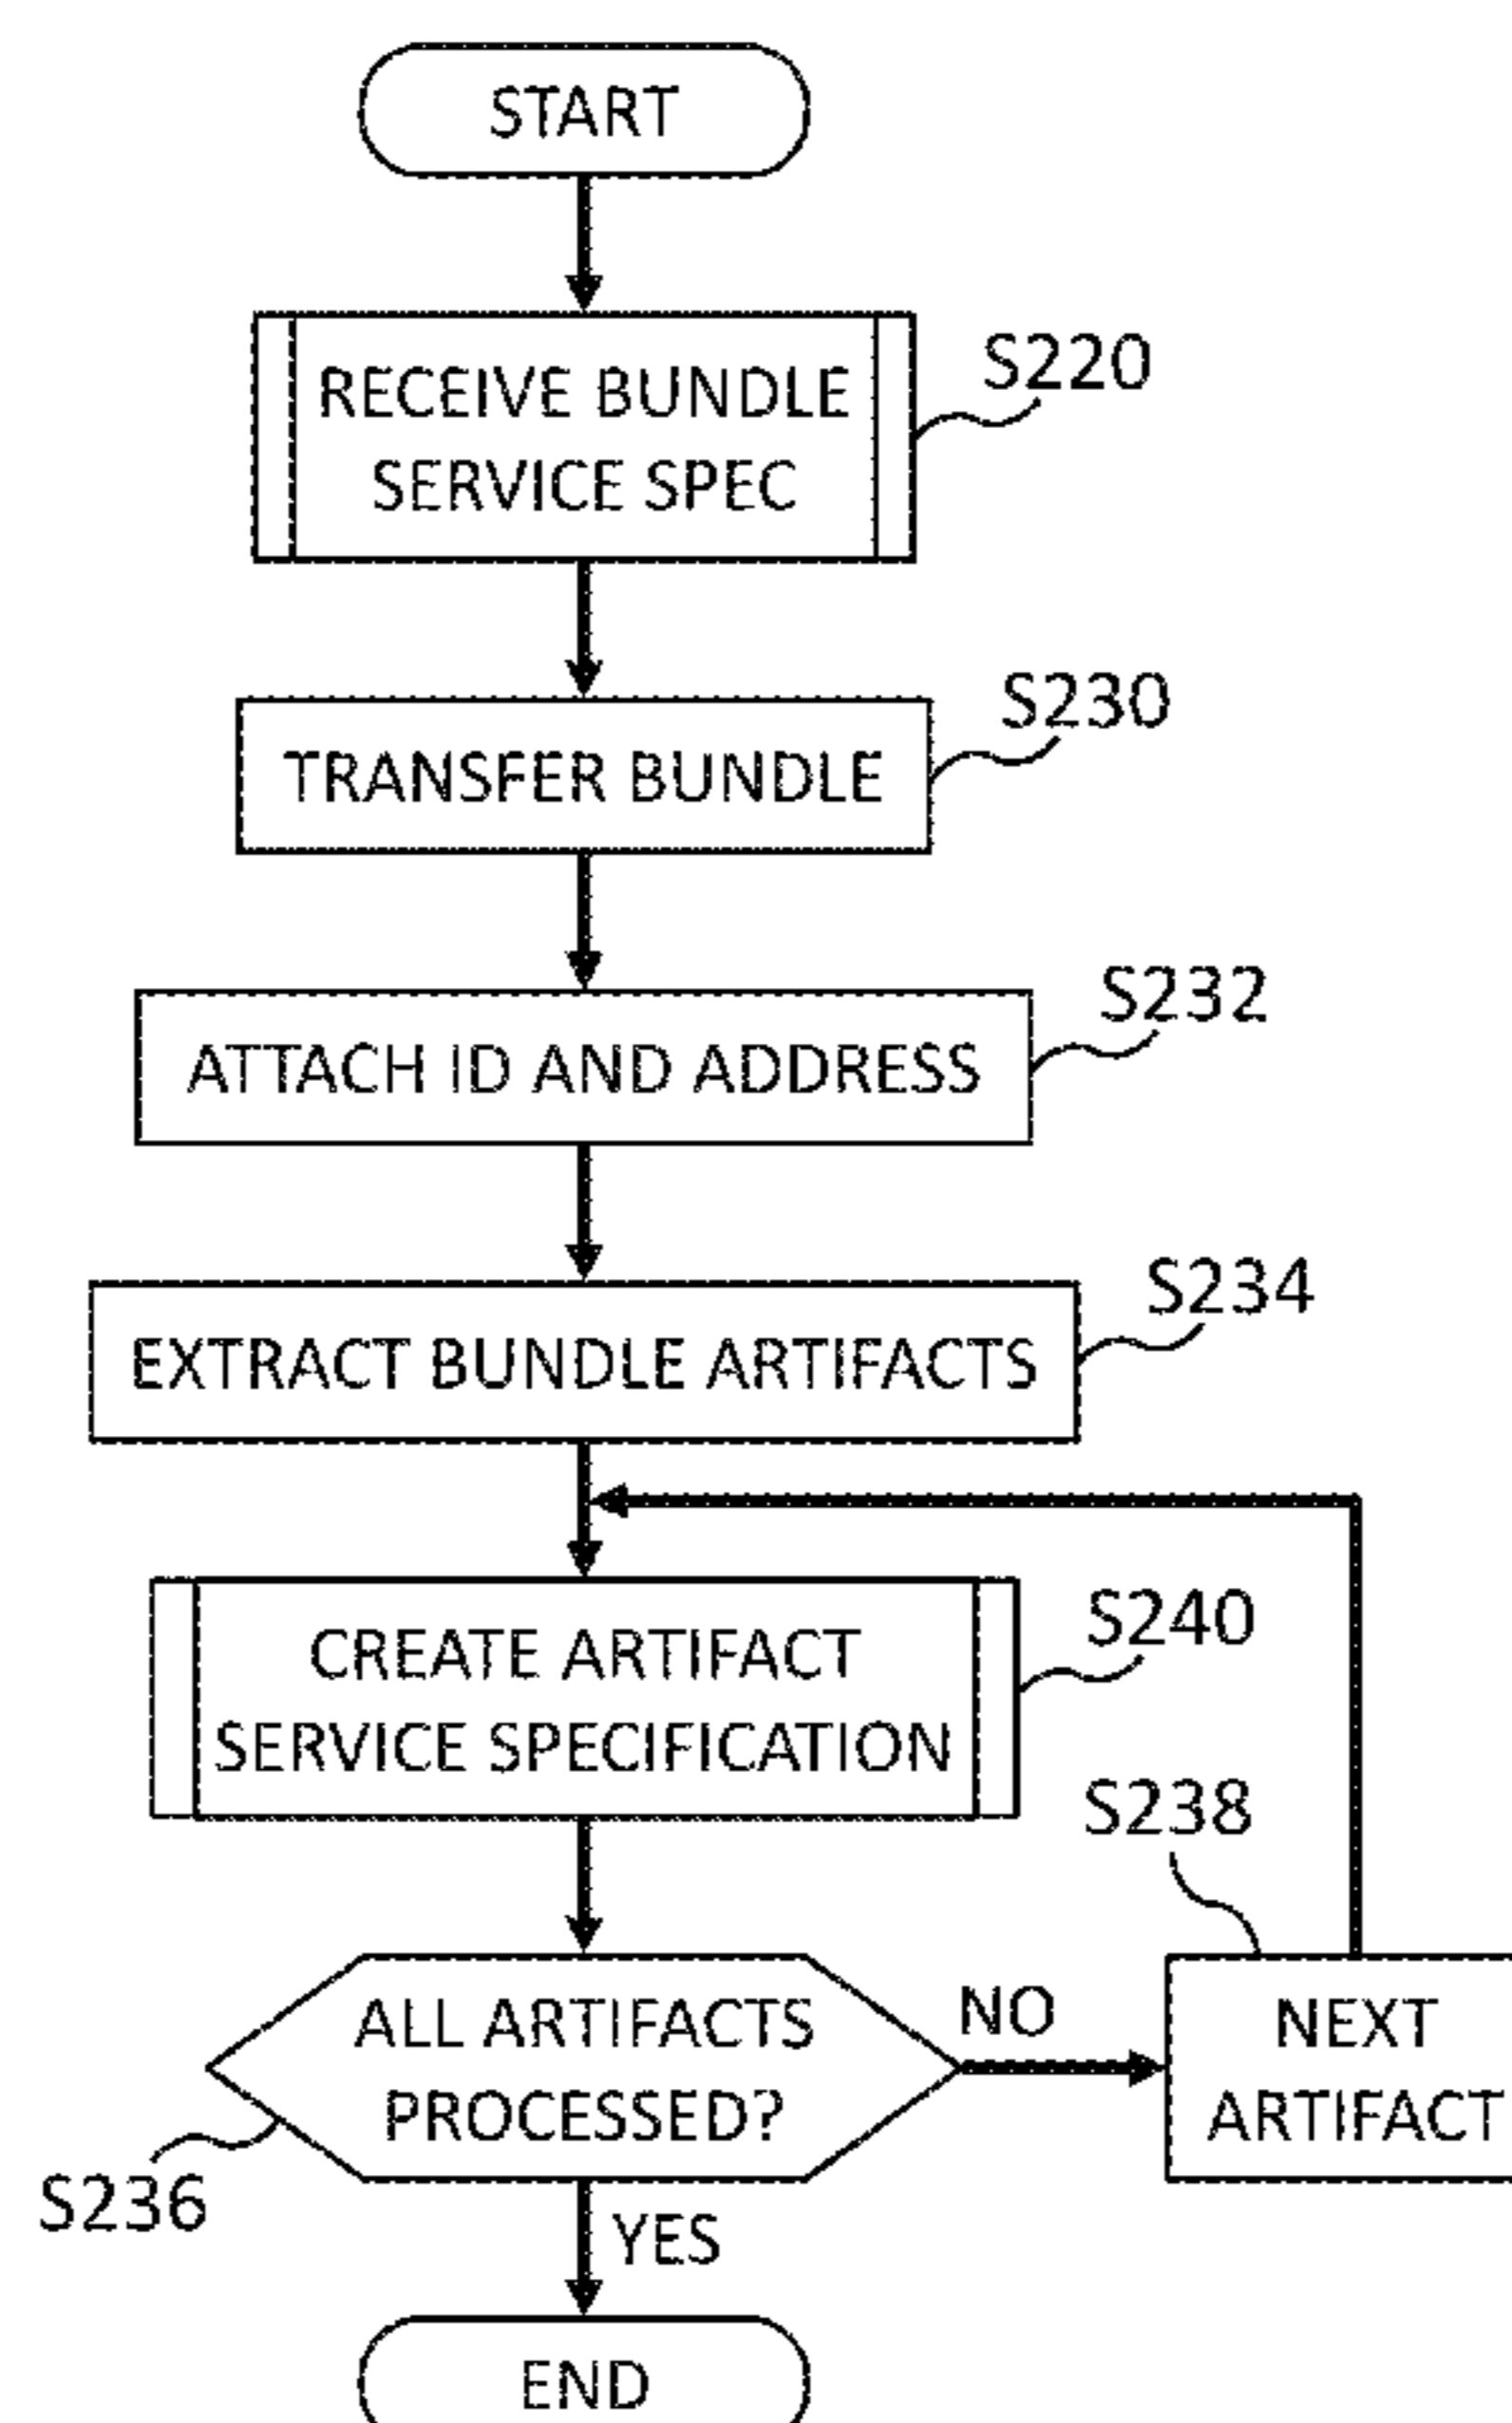 START
RECEIVE BUNDLE
SERVICE SPEC
S220
TRANSFER BUNDLE
S230
ATTACH ID AND ADDRESS
S232
EXTRACT BUNDLE ARTIFACTS
S234
CREATE ARTIFACT
SERVICE SPECIFICATION
S240
S238
ALL ARTIFACTS
PROCESSED?
NO
NEXT
ARTIFACT
S236
YES
END